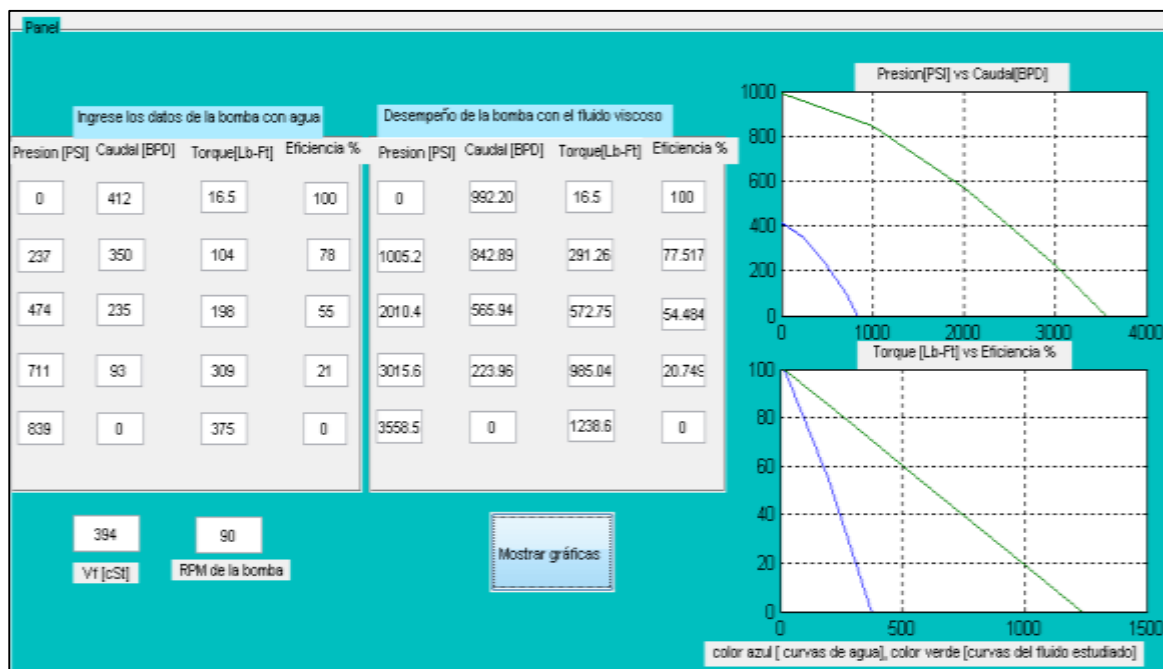 Panel
Ingrese los datos de la bomba con agua
Presion [PSI] Caudal [BPD] Torque[Lb-Ft] Eficiencia %
0 412 16.5 100
237 350 104 78
474 235 198 55
711 93 309 21
839 0 375 0
Desempeño de la bomba con el fluido viscoso
Presion [PSI] Caudal [BPD] Torque[Lb-Ft] Eficiencia %
0 992.20 16.5 100
1005.2 842.89 291.26 77.517
2010.4 565.94 572.75 54.484
3015.6 223.96 985.04 20.749
3558.5 0 1238.6 0
394
Vf [cSt]
90
RPM de la bomba
Mostrar gráficas
Presion[PSI] vs Caudal[BPD]
1000
800
600
400
200
0
0 1000 2000 3000 4000
Torque [Lb-Ft] vs Eficiencia %
100
80
60
40
20
0
0 500 1000 1500
color azul [ curvas de agua], color verde [curvas del fluido estudiado]